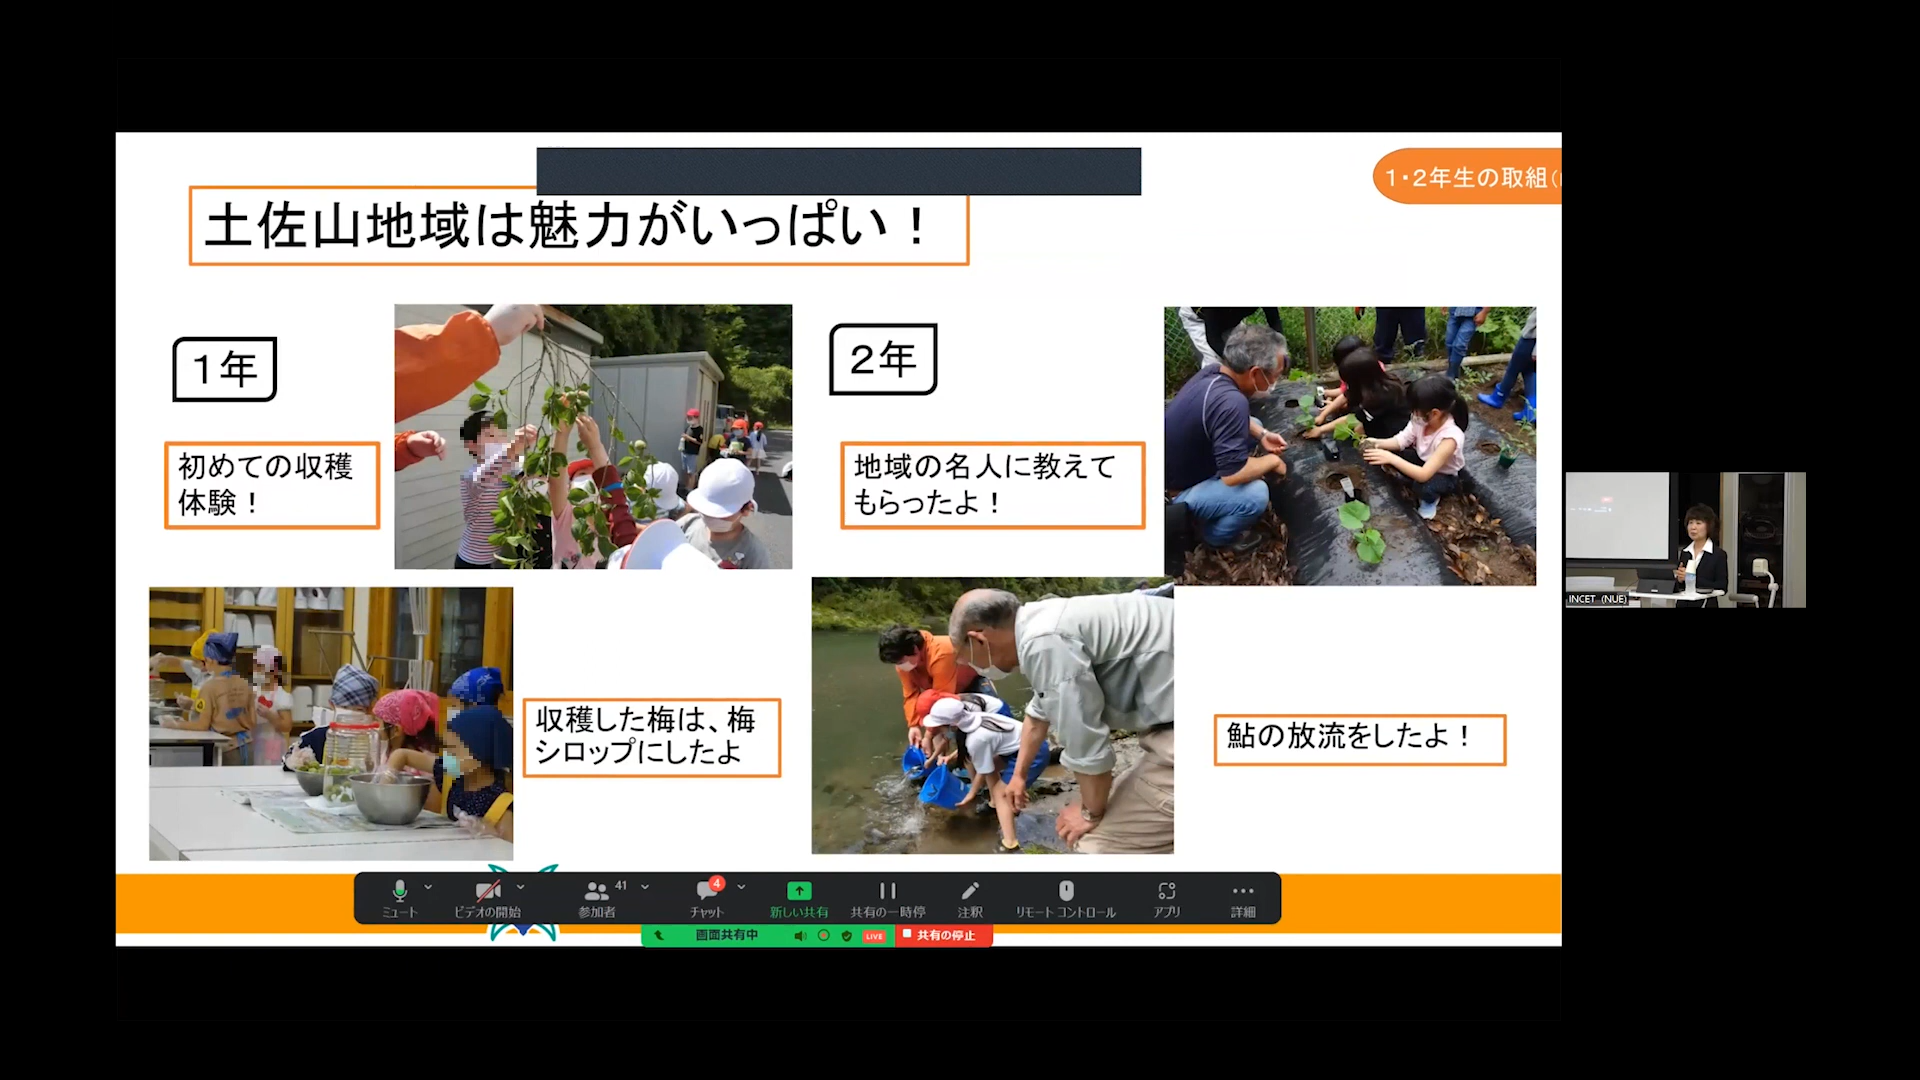 土佐山地域は魅力がいっぱい！
1・2年生の取組
１年
初めての収穫
体験！
２年
地域の名人に教えて
もらったよ！
収穫した梅は、梅
シロップにしたよ
鮎の放流をしたよ！
INCET (NUE)
ミュート
ビデオの開始
41
参加者
4
チャット
新しい共有
共有の一時停
注釈
リモート コントロール
アプリ
詳細
画面共有中
LIVE
共有の停止